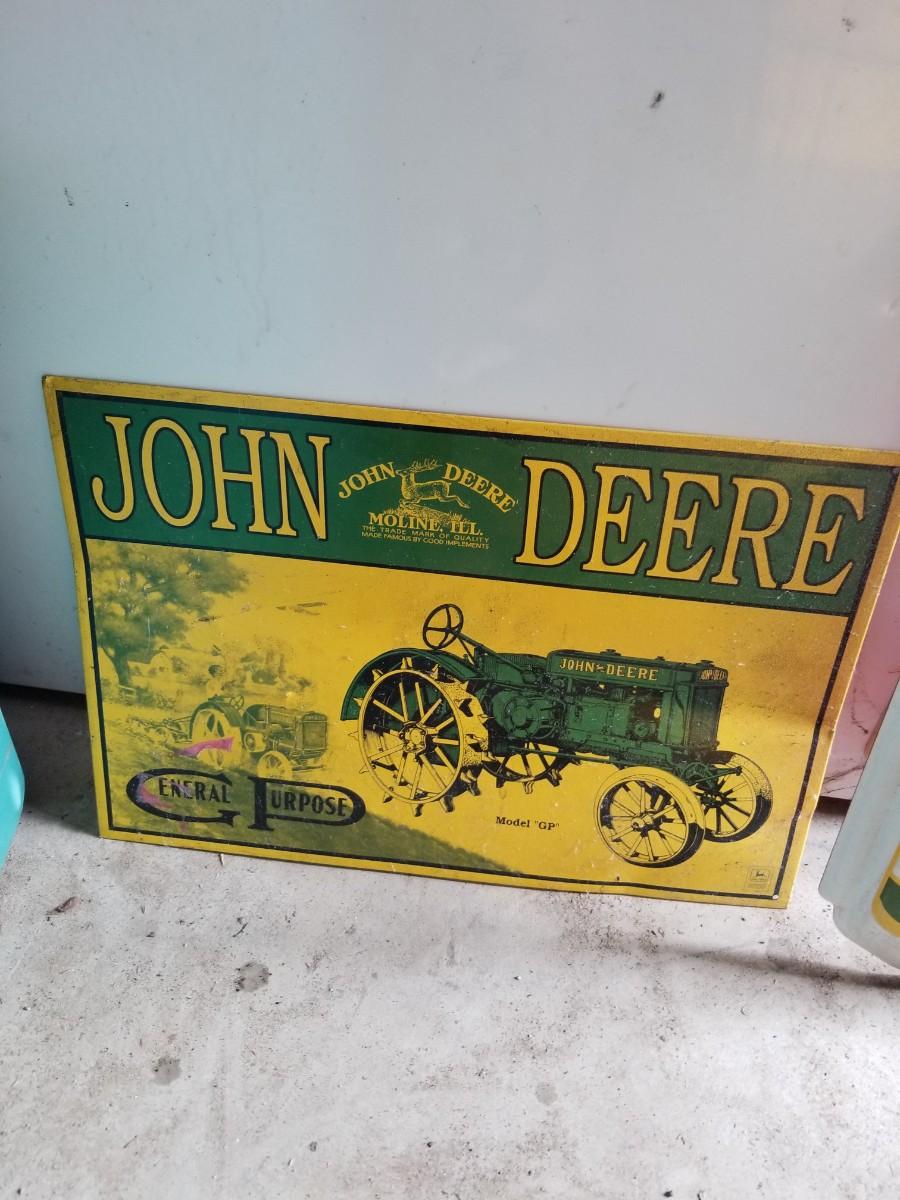 JOHN DEERE
JOHN DEERE
MOLINE, ILL.
THE TRADE MARK OF QUALITY
MADE FAMOUS BY GOOD IMPLEMENTS
JOHN DEERE
GENERAL PURPOSE
Model "GP"